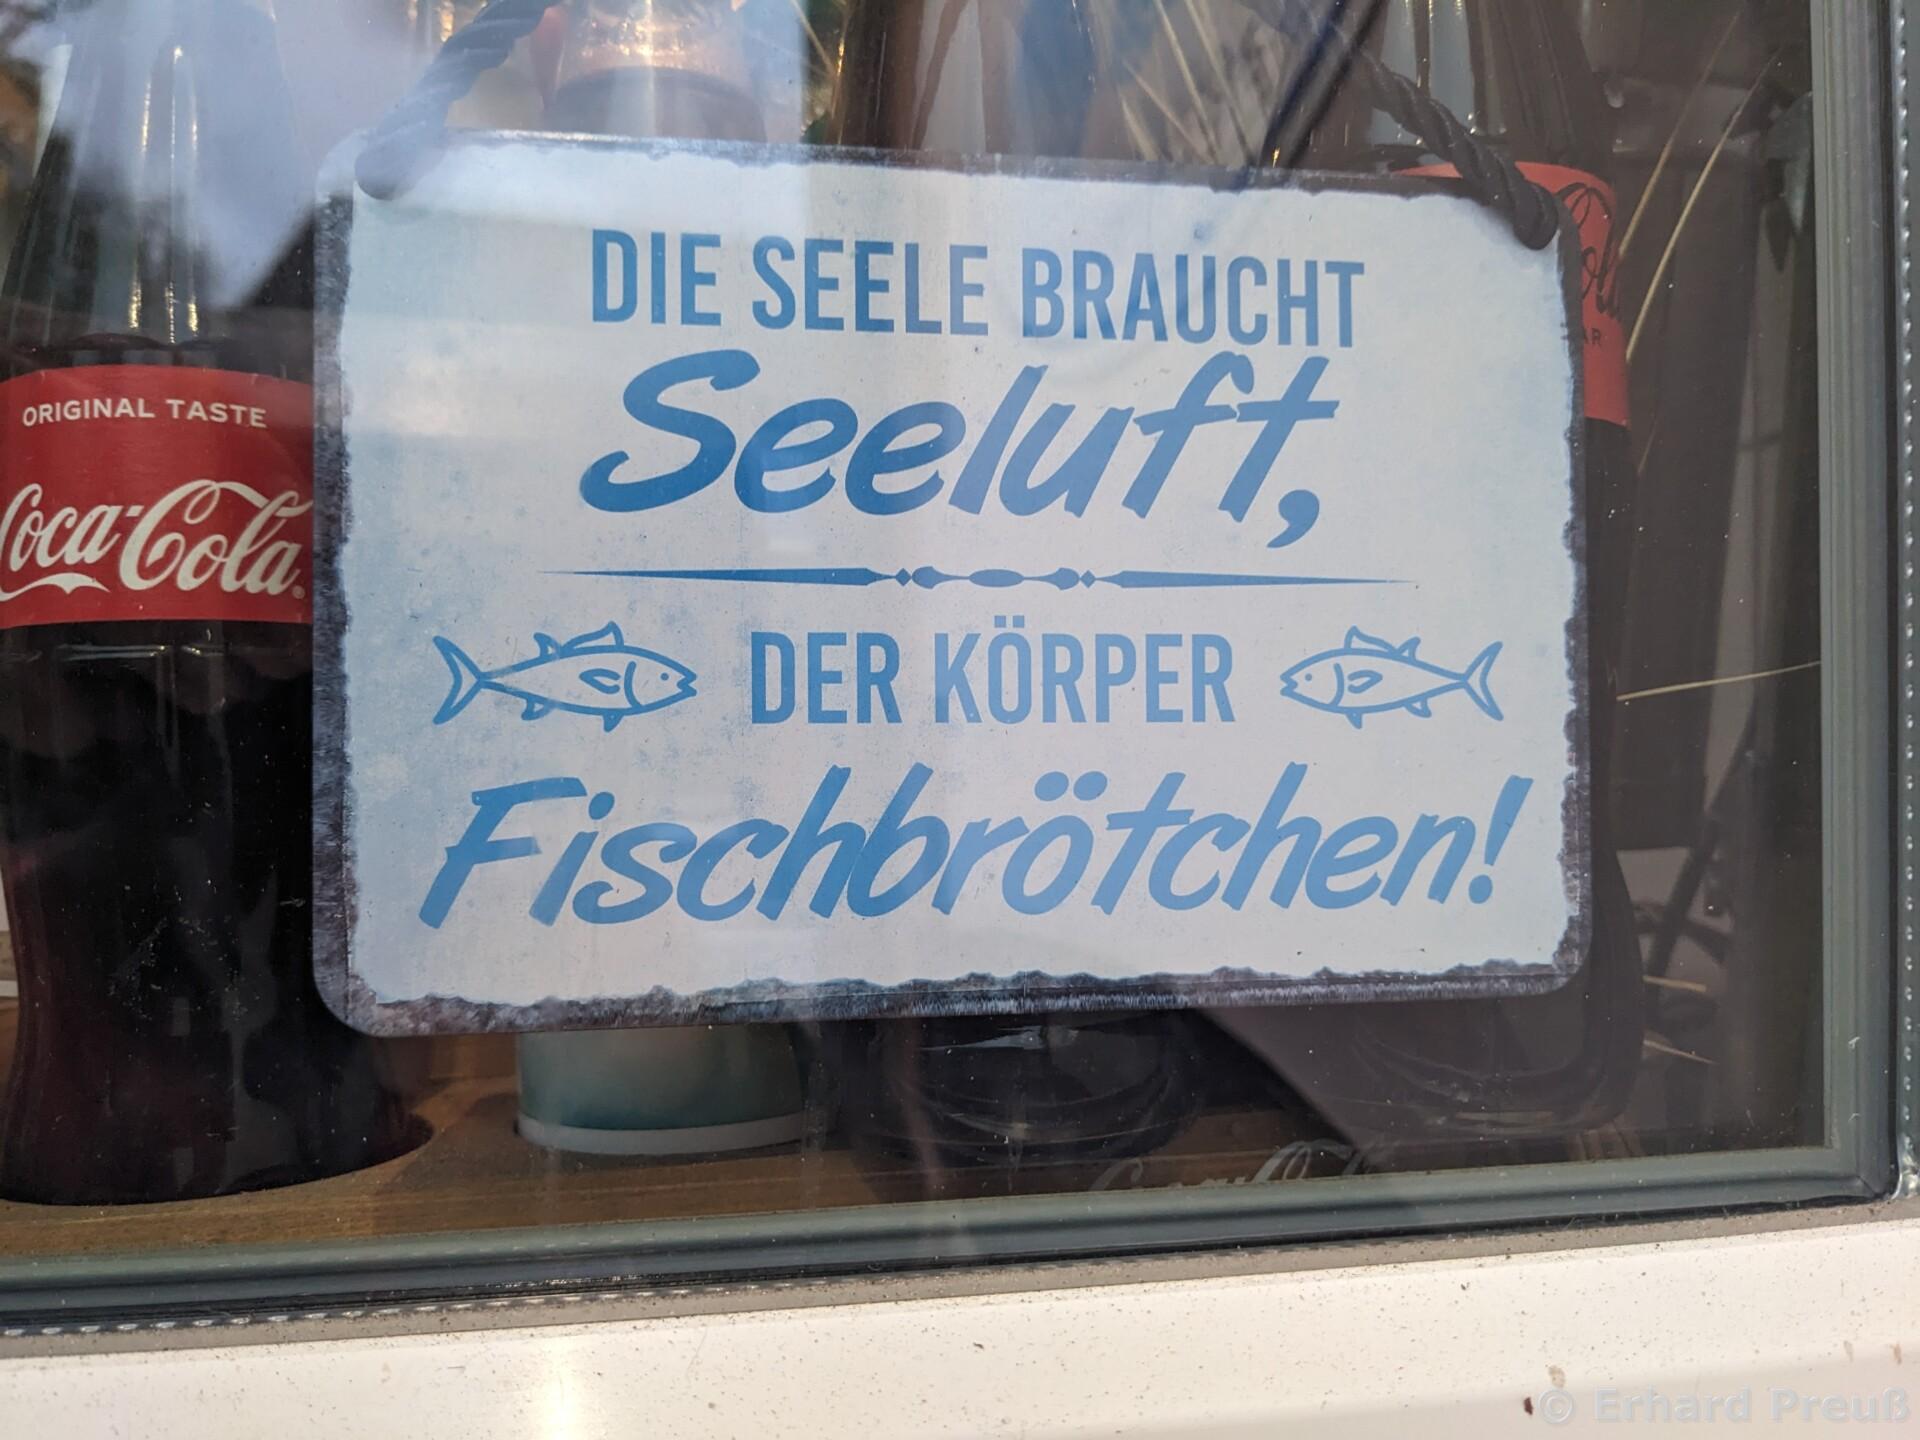 DIE SEELE BRAUCHT
Seeluft,
DER KÖRPER
Fischbrötchen!
ORIGINAL TASTE
Coca-Cola
© Erhard Preuß